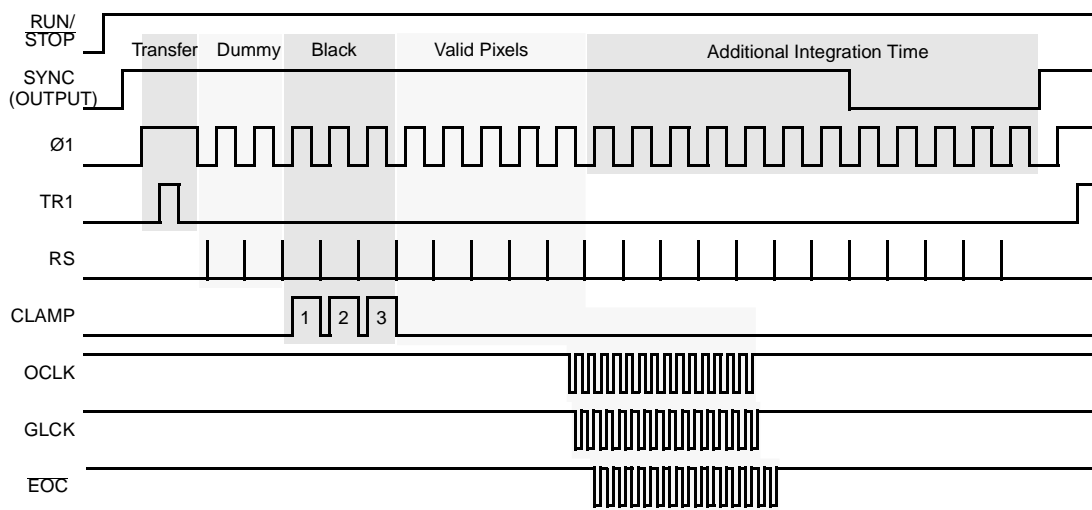 RUN/
STOP
Transfer Dummy Black Valid Pixels Additional Integration Time
SYNC
(OUTPUT)
Ø1
TR1
RS
CLAMP
1 2 3
OCLK
GLCK
EOC